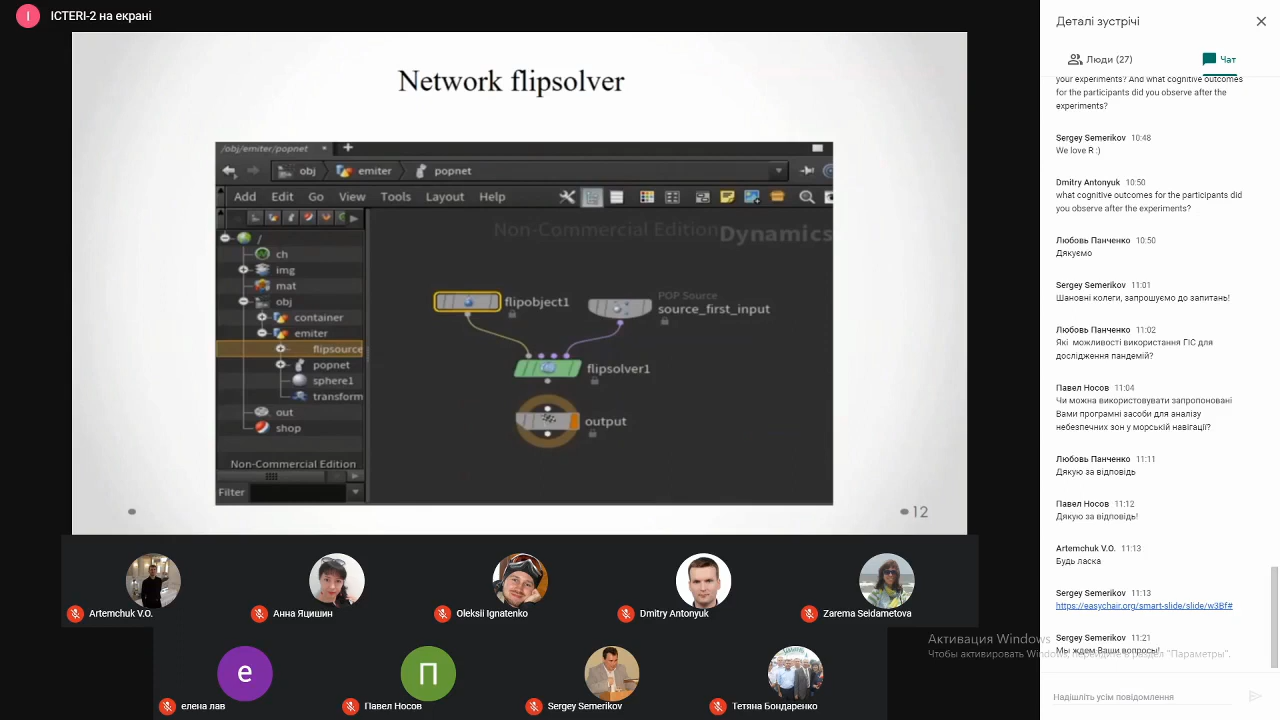 I
ICTERI-2 на екрані
Network flipsolver
/obj/emiter/popnet
obj
emiter
popnet
Add Edit Go View Tools Layout Help
Non-Commercial Edition
Dynamics
/
ch
img
mat
obj
container
emiter
flipsource
popnet
sphere1
transform
out
shop
Non-Commercial Edition
Filter
flipobject1
POP Source
source_first_input
flipsolver1
output
12
Artemchuk V.O.
Анна Яцишин
Oleksii Ignatenko
Dmitry Antonyuk
Zarema Seidametova
e
П
елена лав
Павел Носов
Sergey Semerikov
Тетяна Бондаренко
Деталі зустрічі
Люди (27)
Чат
your experiments? And what cognitive outcomes
for the participants did you observe after the
experiments?
Sergey Semerikov 10:48
We love R :)
Dmitry Antonyuk 10:50
what cognitive outcomes for the participants did
you observe after the experiments?
Любовь Панченко 10:50
Дякуємо
Sergey Semerikov 11:01
Шановні колеги, запрошуємо до запитань!
Любовь Панченко 11:02
Які можливості використання ГІС для
дослідження пандемій?
Павел Носов 11:04
Чи можна використовувати запропоновані
Вами програмні засоби для аналізу
небезпечних зон у морській навігації?
Любовь Панченко 11:11
Дякую за відповідь
Павел Носов 11:12
Дякую за відповідь!
Artemchuk V.O. 11:13
Будь ласка
Sergey Semerikov 11:13
https://easychair.org/smart-slide/slide/w3Bf#
Sergey Semerikov 11:21
Мы ждем Ваши вопросы!
Активация Windows
Чтобы активировать Windows, перейдите в раздел "Параметры".
Надішліть усім повідомлення